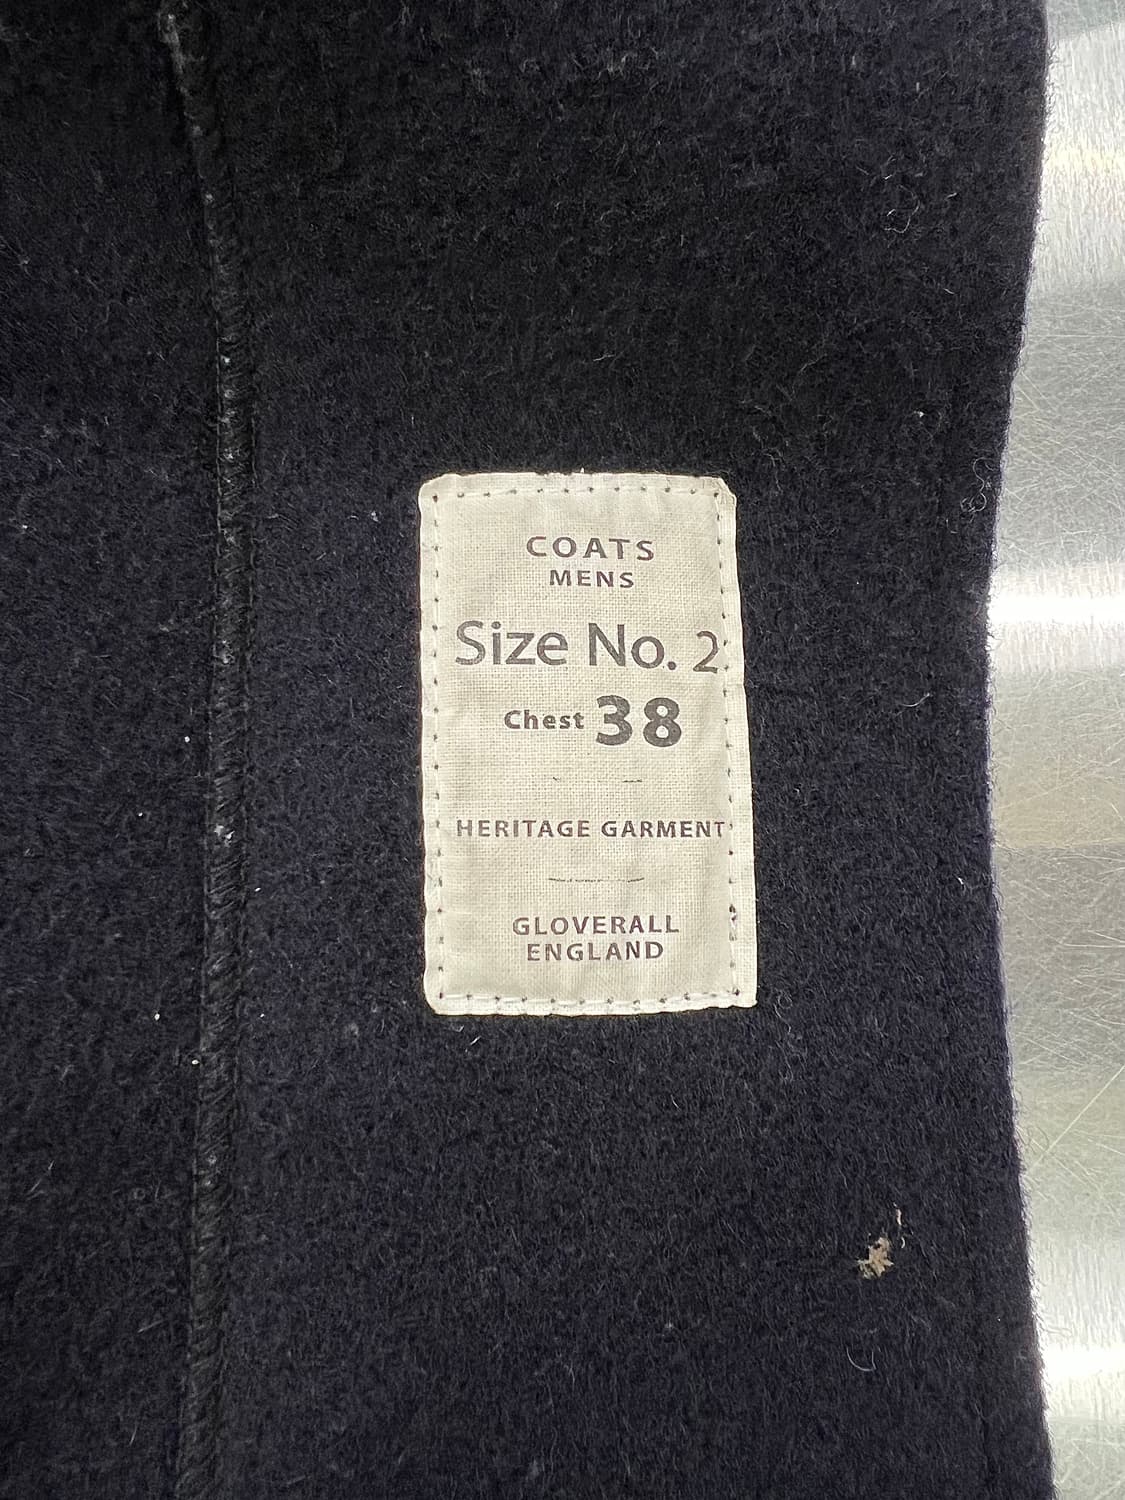 COATS
MENS
Size No. 2
Chest 38
HERITAGE GARMENT
GLOVERALL
ENGLAND